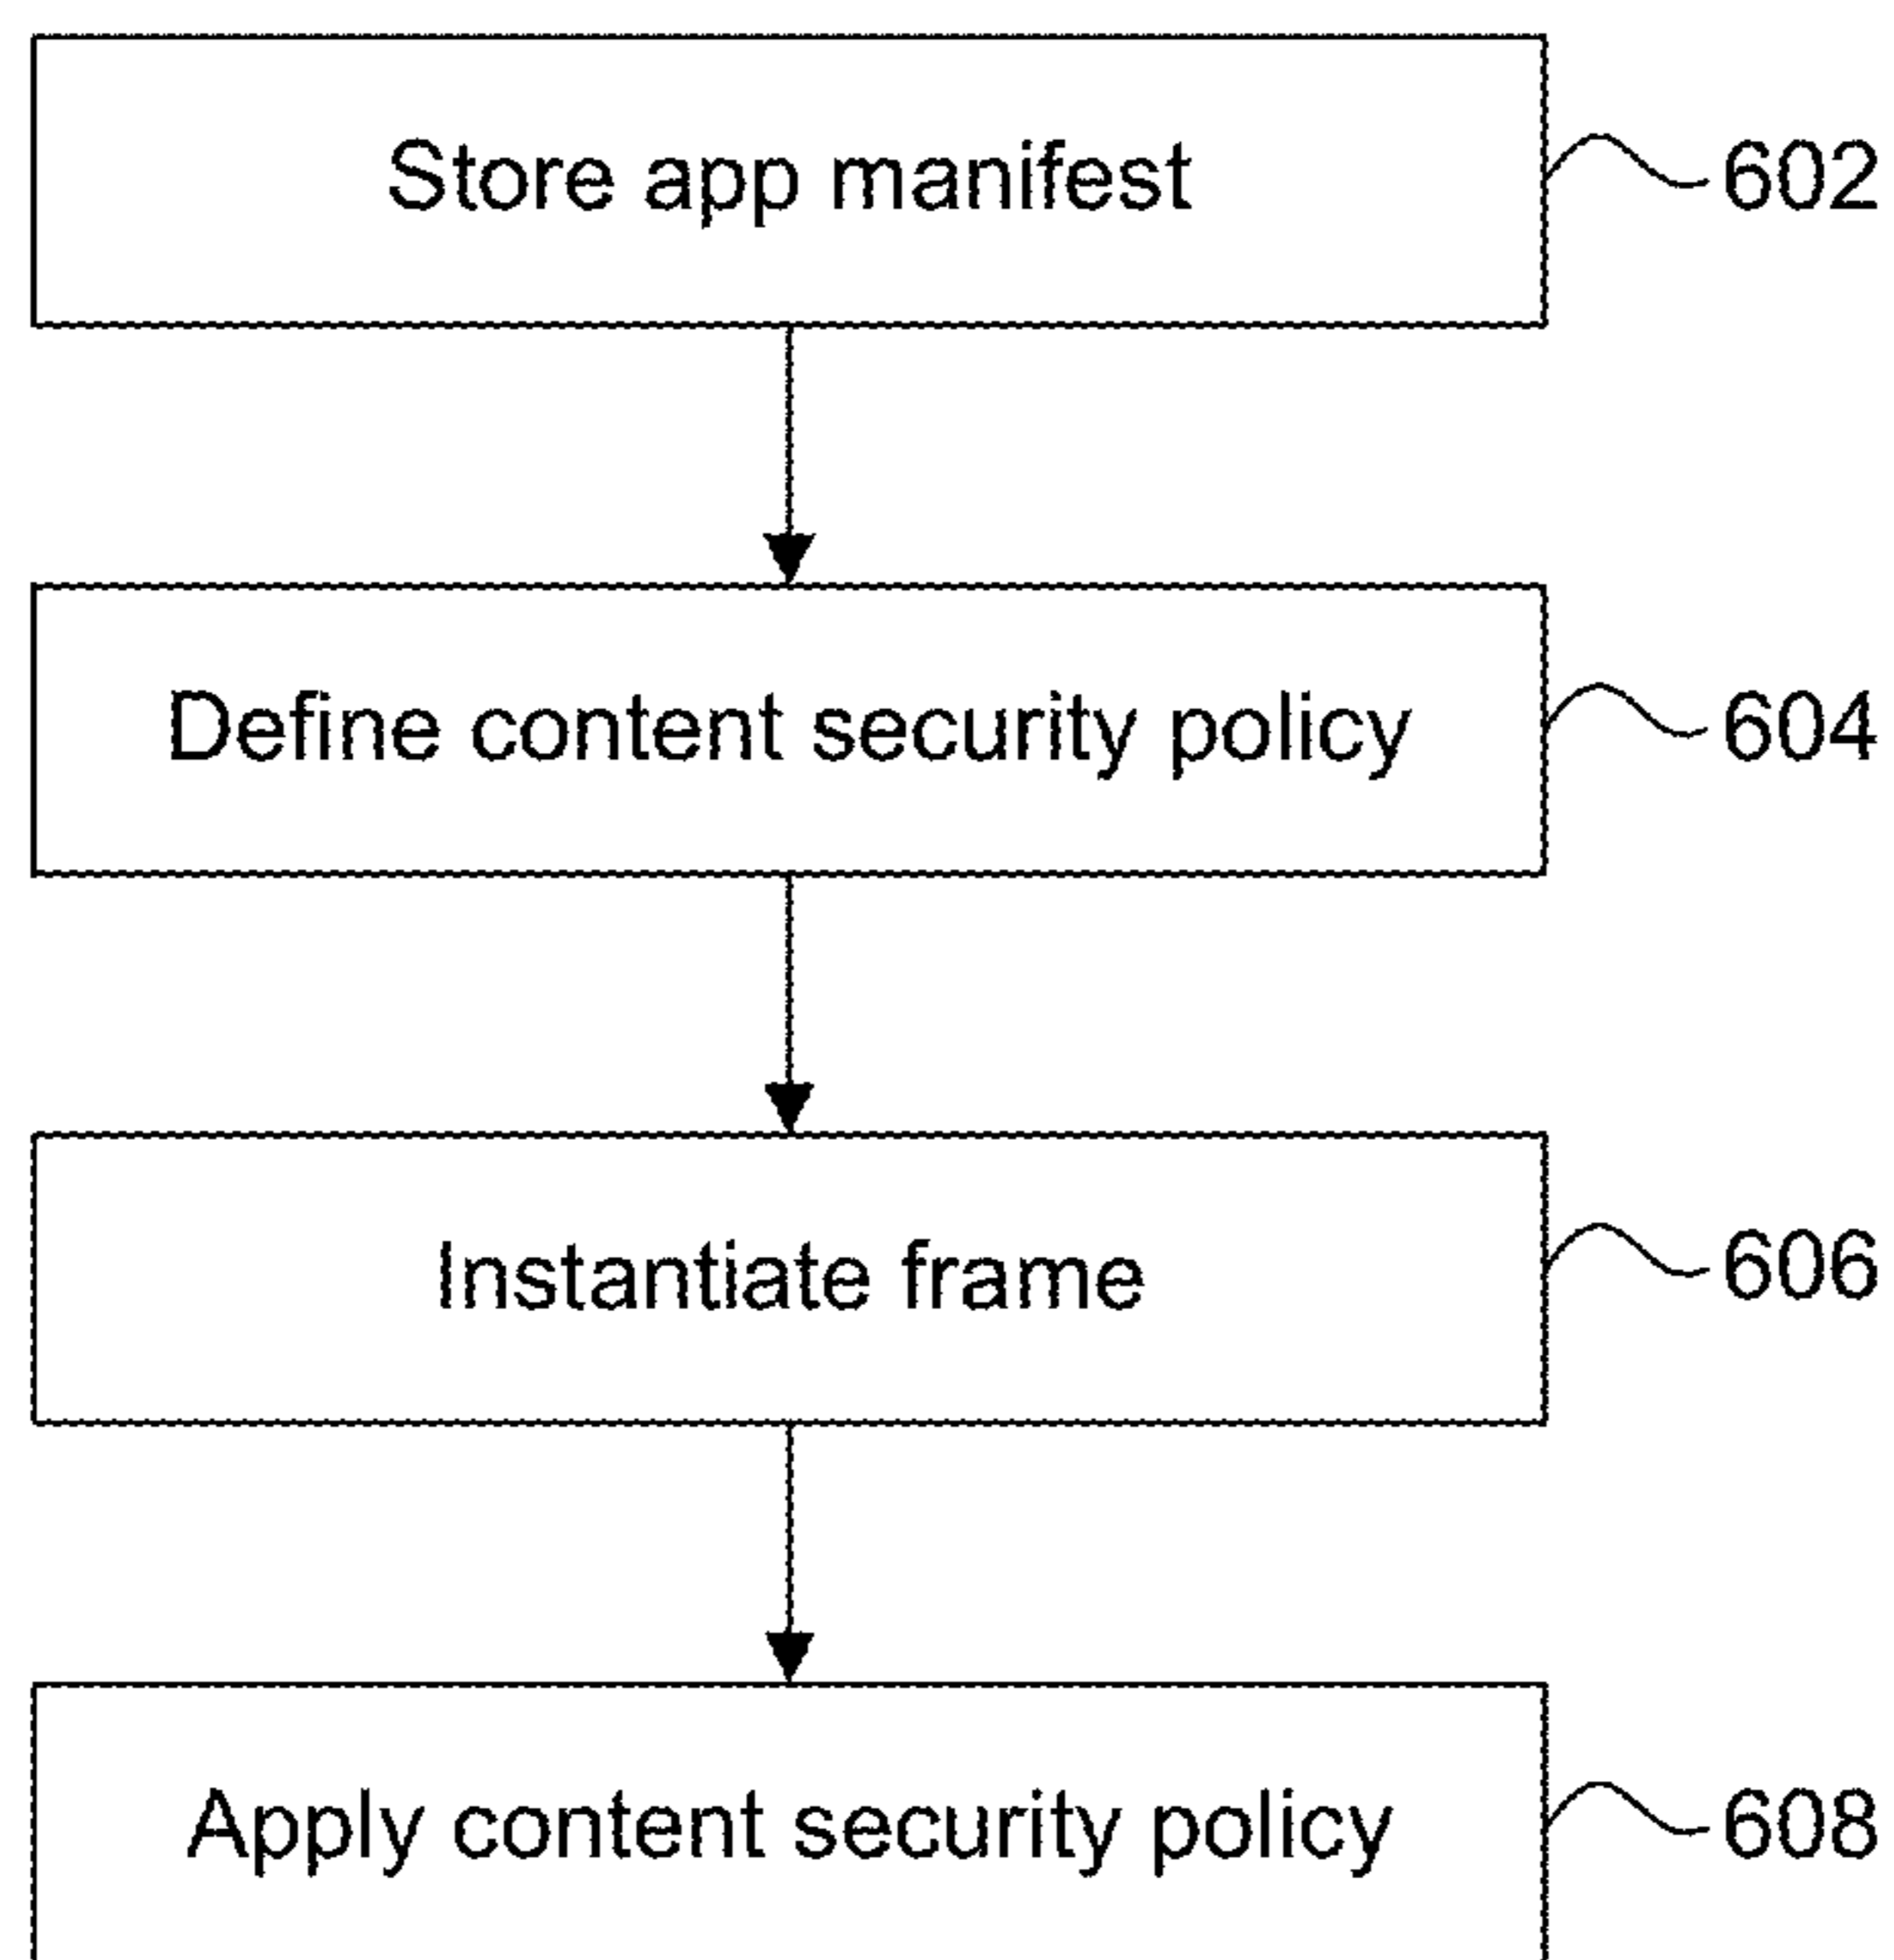 Store app manifest 602
Define content security policy 604
Instantiate frame 606
Apply content security policy 608